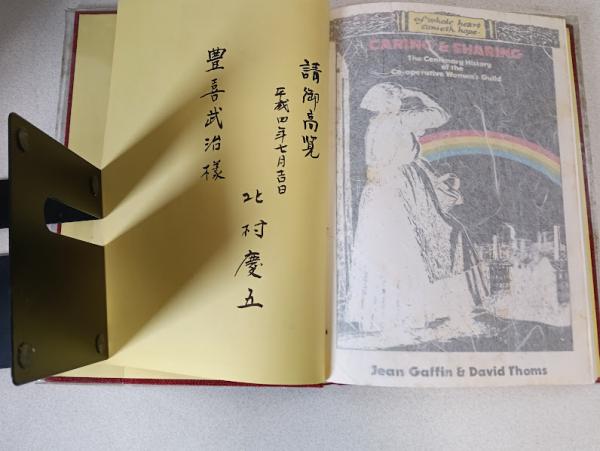 請御高覧
平成四年七月吉日
北村慶五
豊喜武治様
of whole heart
cometh hope.
CARING & SHARING
The Centenary History
of the
Co-operative Women's Guild
Jean Gaffin & David Thoms